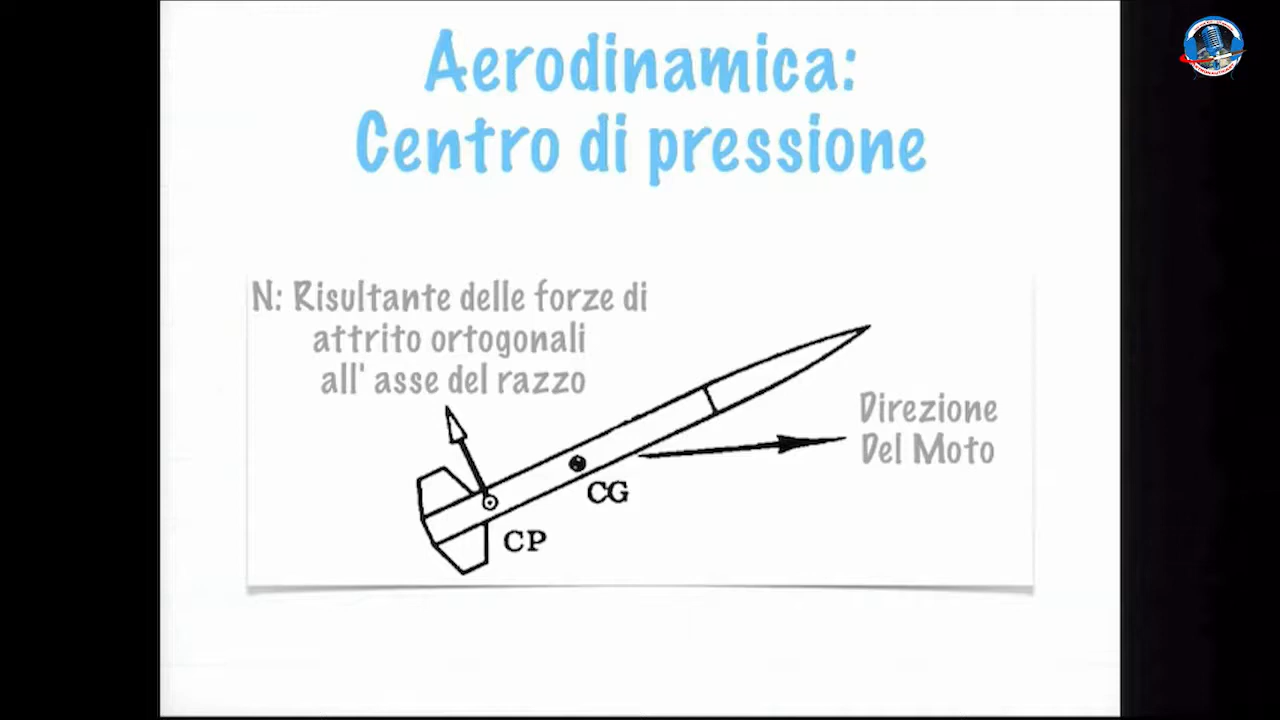 Aerodinamica:
Centro di pressione
N: Risultante delle forze di
attrito ortogonali
all' asse del razzo
Direzione
Del Moto
CG
CP